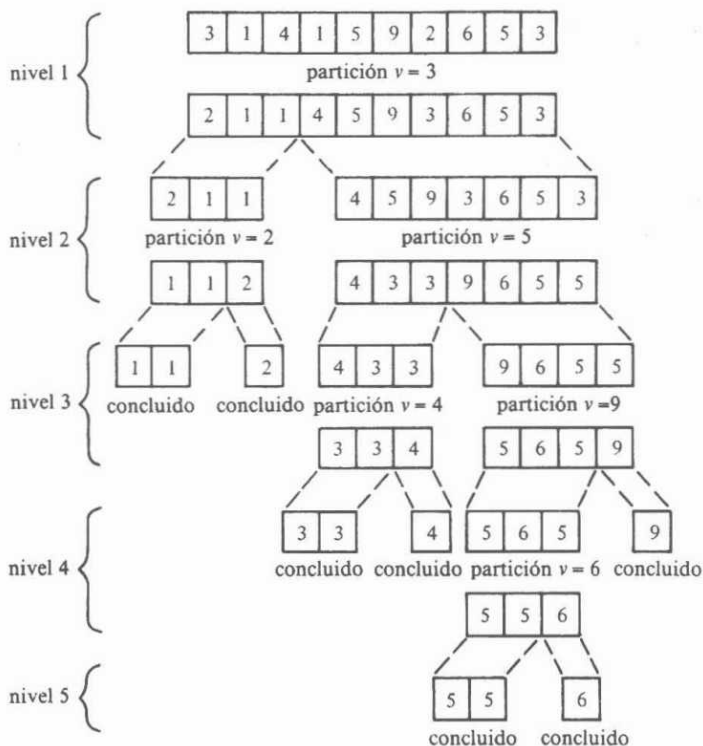 3 1 4 1 5 9 2 6 5 3
nivel 1
partición v = 3
2 1 1 4 5 9 3 6 5 3
2 1 1 4 5 9 3 6 5 3
nivel 2
partición v = 2 partición v = 5
1 1 2 4 3 3 9 6 5 5
1 1 2 4 3 3 9 6 5 5
nivel 3
concluido concluido partición v = 4 partición v =9
3 3 4 5 6 5 9
3 3 4 5 6 5 9
nivel 4
concluido concluido partición v = 6 concluido
5 5 6
nivel 5
5 5 6
concluido concluido